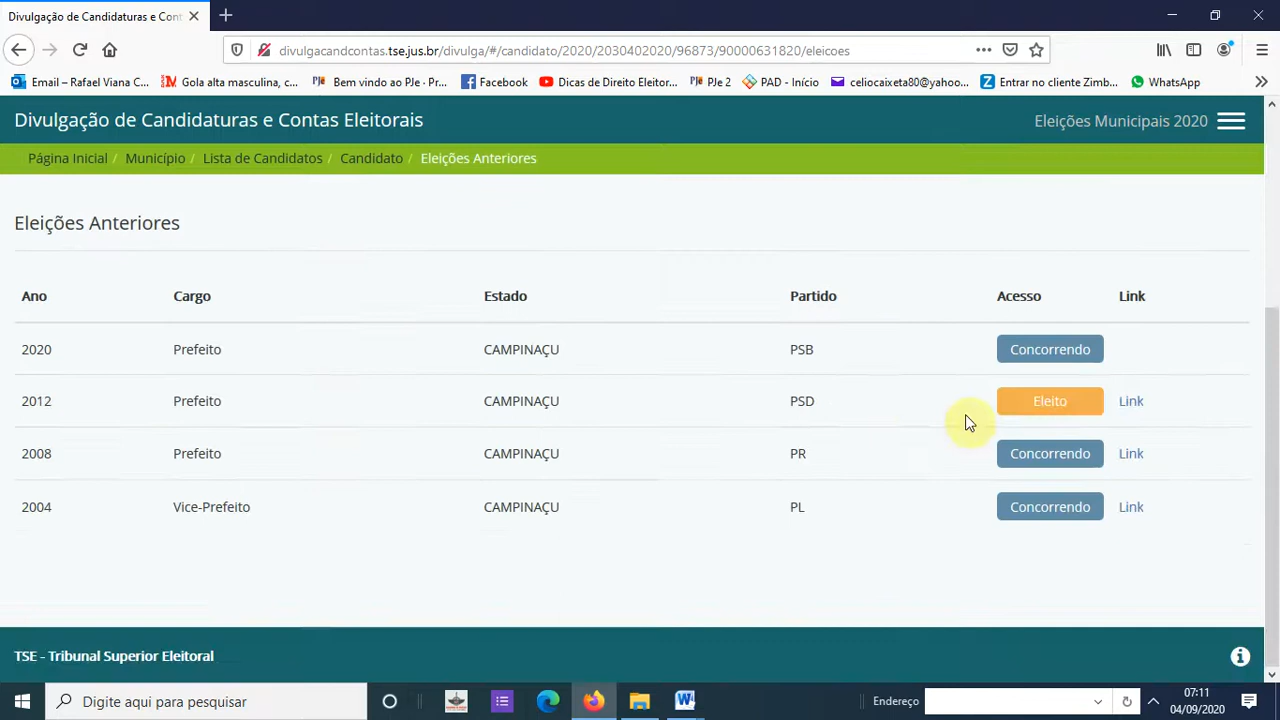 Divulgação de Candidaturas e Cont
divulgacandcontas.tse.jus.br/divulga/#/candidato/2020/2030402020/96873/90000631820/eleicoes
Email – Rafael Viana C... Gola alta masculina, c... Bem vindo ao PJe · Pr... Facebook Dicas de Direito Eleitor... PJe 2 PAD - Início celiocaixeta80@yahoo... Entrar no cliente Zimb... WhatsApp
Divulgação de Candidaturas e Contas Eleitorais Eleições Municipais 2020
Página Inicial / Município / Lista de Candidatos / Candidato / Eleições Anteriores
Eleições Anteriores
Ano Cargo Estado Partido Acesso Link
2020 Prefeito CAMPINAÇU PSB Concorrendo
2012 Prefeito CAMPINAÇU PSD Eleito Link
2008 Prefeito CAMPINAÇU PR Concorrendo Link
2004 Vice-Prefeito CAMPINAÇU PL Concorrendo Link
TSE - Tribunal Superior Eleitoral
Digite aqui para pesquisar Endereço 07:11
04/09/2020